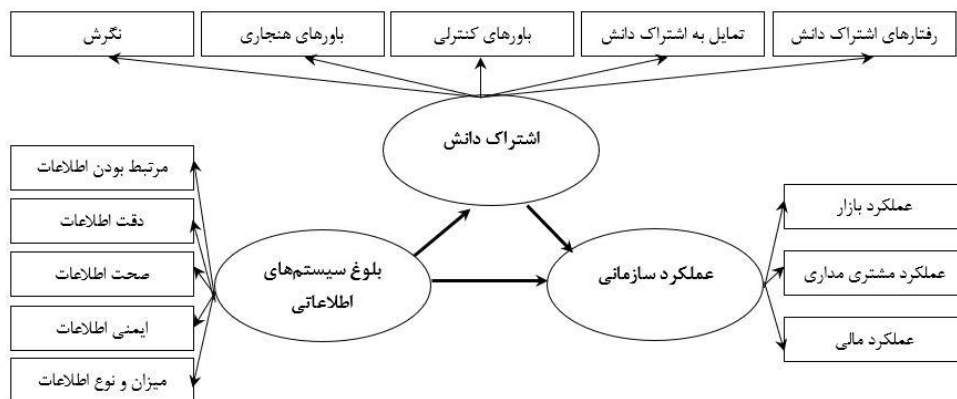 رفتارهای اشتراک دانش
تمایل به اشتراک دانش
باورهای کنترلی
باورهای هنجاری
نگرش
اشتراک دانش
مرتبط بودن اطلاعات
دقت اطلاعات
صحت اطلاعات
ایمنی اطلاعات
میزان و نوع اطلاعات
بلوغ سیستم‌های
اطلاعاتی
عملکرد سازمانی
عملکرد بازار
عملکرد مشتری مداری
عملکرد مالی